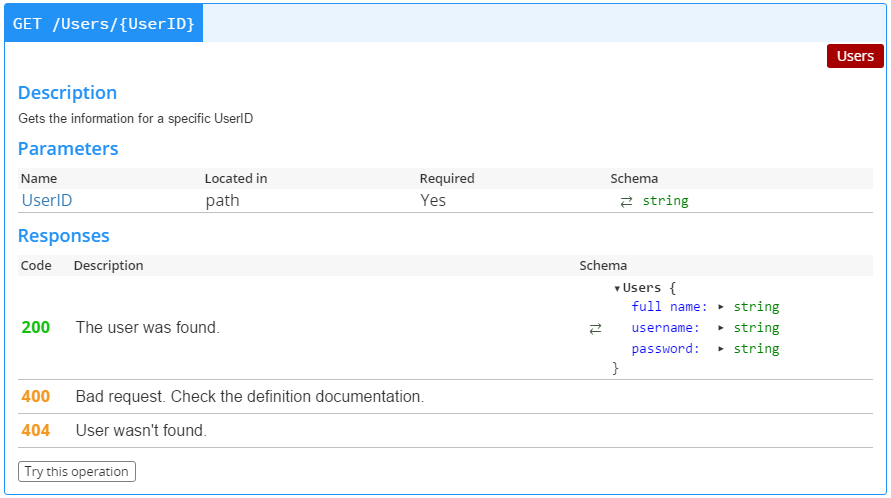 GET /Users/{UserID}
Users
Description
Gets the information for a specific UserID
Parameters
Name Located in Required Schema
UserID path Yes ⇄ string
Responses
Code Description Schema
200 The user was found. ⇄ ▾Users {
full name: ▸ string
username: ▸ string
password: ▸ string
}
400 Bad request. Check the definition documentation.
404 User wasn't found.
Try this operation